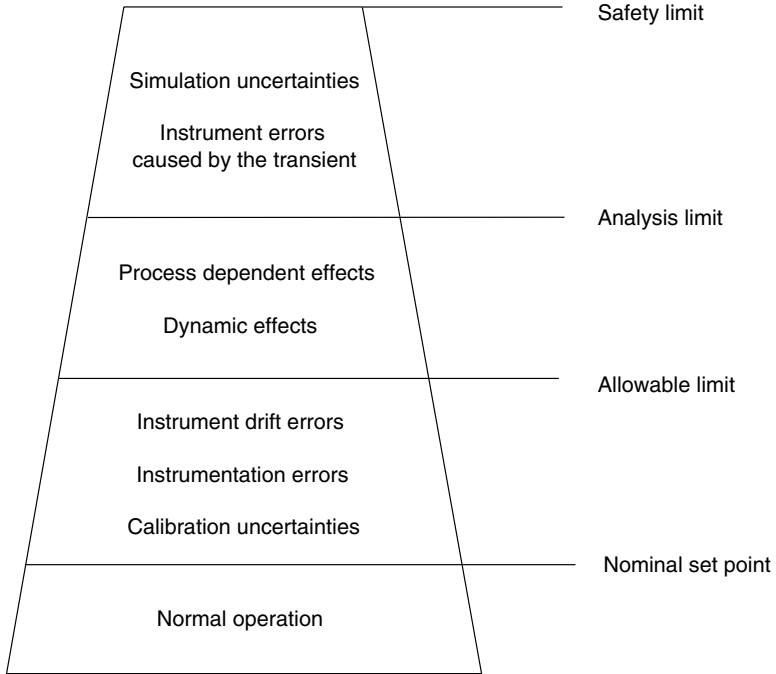 Safety limit
Simulation uncertainties
Instrument errors
caused by the transient
Analysis limit
Process dependent effects
Dynamic effects
Allowable limit
Instrument drift errors
Instrumentation errors
Calibration uncertainties
Nominal set point
Normal operation